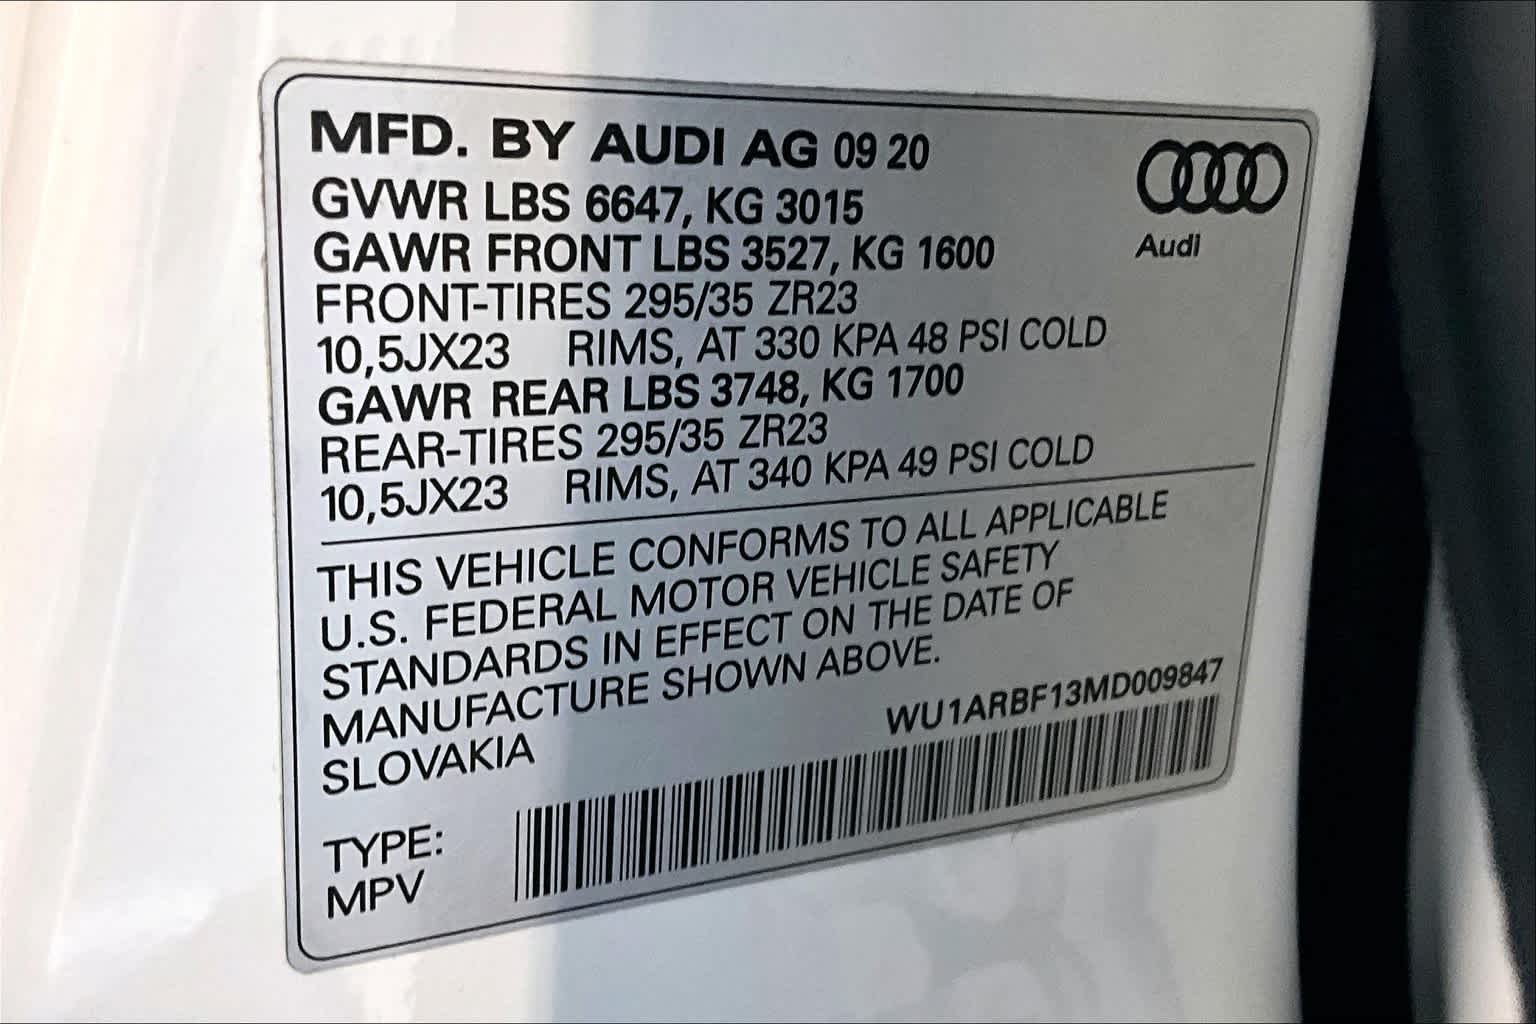 MFD. BY AUDI AG 09 20
GVWR LBS 6647, KG 3015
GAWR FRONT LBS 3527, KG 1600
FRONT-TIRES 295/35 ZR23
10,5JX23 RIMS, AT 330 KPA 48 PSI COLD
GAWR REAR LBS 3748, KG 1700
REAR-TIRES 295/35 ZR23
10,5JX23 RIMS, AT 340 KPA 49 PSI COLD
Audi
THIS VEHICLE CONFORMS TO ALL APPLICABLE
U.S. FEDERAL MOTOR VEHICLE SAFETY
STANDARDS IN EFFECT ON THE DATE OF
MANUFACTURE SHOWN ABOVE.
SLOVAKIA
WU1ARBF13MD009847
TYPE:
MPV